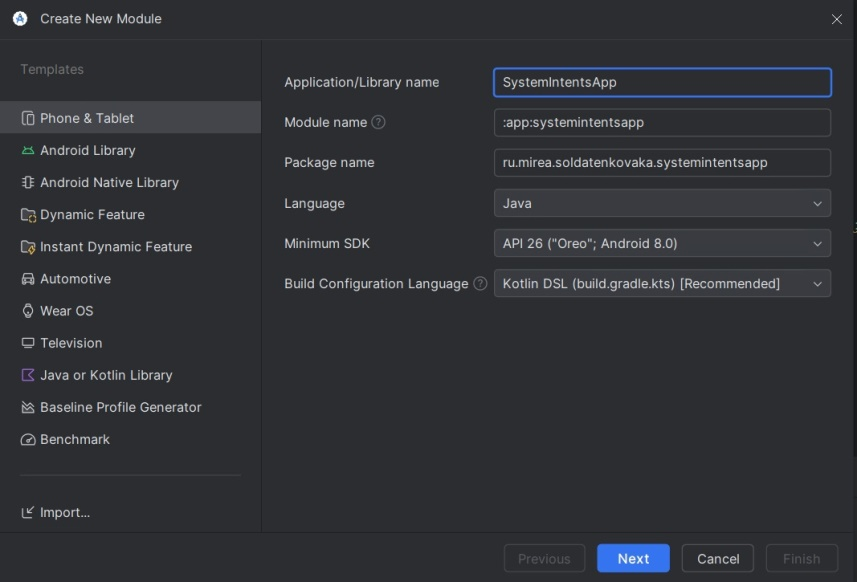 Create New Module
Templates
Phone & Tablet
Android Library
Android Native Library
Dynamic Feature
Instant Dynamic Feature
Automotive
Wear OS
Television
Java or Kotlin Library
Baseline Profile Generator
Benchmark
Import...
Application/Library name SystemIntentsApp
Module name ? :app:systemintentsapp
Package name ru.mirea.soldatenkovaka.systemintentsapp
Language Java
Minimum SDK API 26 ("Oreo"; Android 8.0)
Build Configuration Language ? Kotlin DSL (build.gradle.kts) [Recommended]
Previous Next Cancel Finish